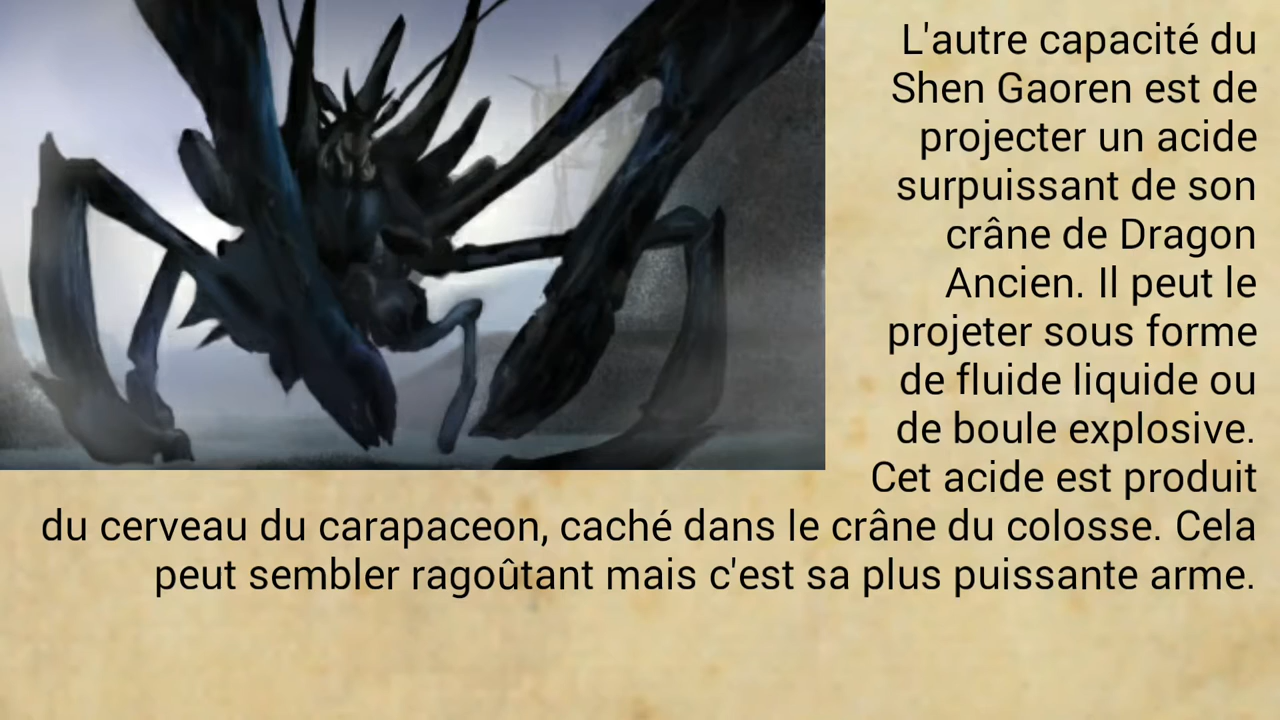 L'autre capacité du
Shen Gaoren est de
projecter un acide
surpuissant de son
crâne de Dragon
Ancien. Il peut le
projeter sous forme
de fluide liquide ou
de boule explosive.
Cet acide est produit
du cerveau du carapaceon, caché dans le crâne du colosse. Cela
peut sembler ragoûtant mais c'est sa plus puissante arme.